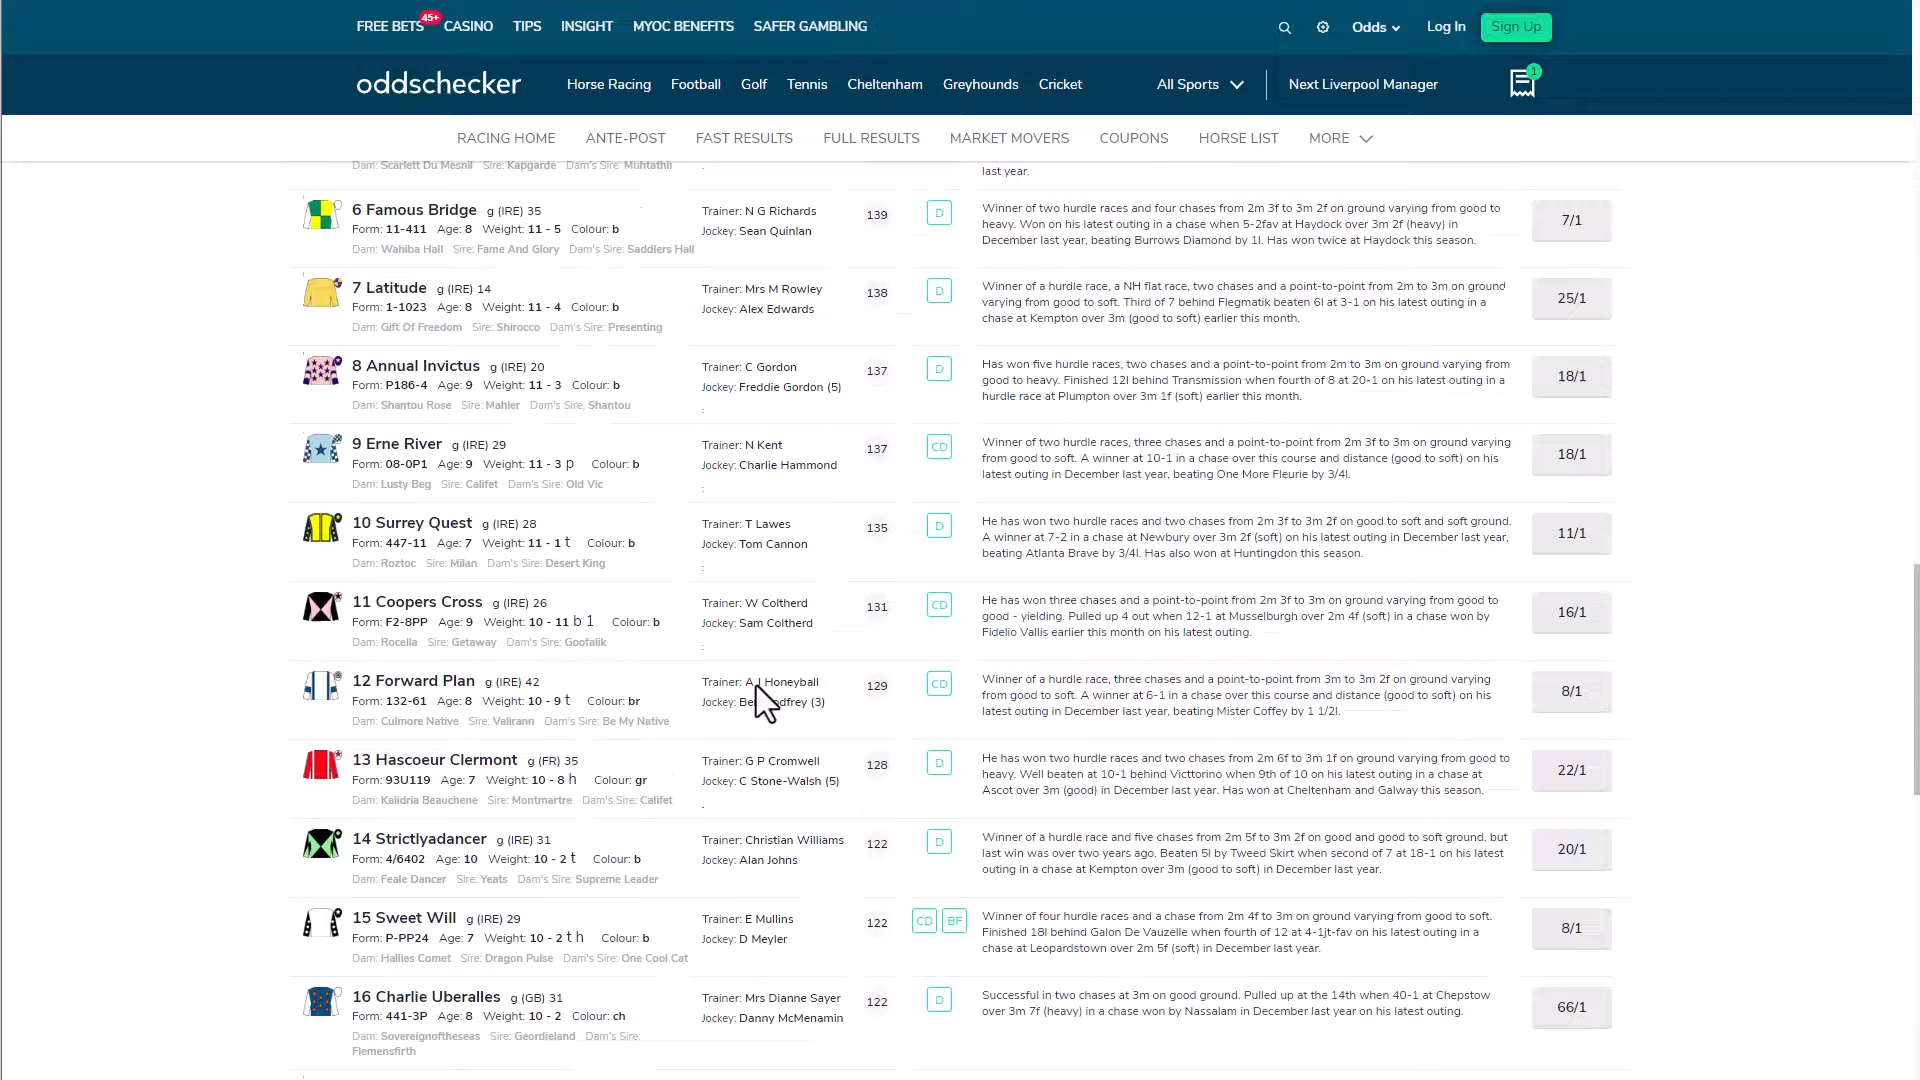 FREE BETS 45+ CASINO TIPS INSIGHT MYOC BENEFITS SAFER GAMBLING Odds Log In Sign Up
oddschecker Horse Racing Football Golf Tennis Cheltenham Greyhounds Cricket All Sports Next Liverpool Manager 1
RACING HOME ANTE-POST FAST RESULTS FULL RESULTS MARKET MOVERS COUPONS HORSE LIST MORE
Dam: Scarlett Du Mesnil Sire: Kapgarde Dam's Sire: Muhtathir
last year.
6 Famous Bridge g (IRE) 35
Form: 11-411 Age: 8 Weight: 11 - 5 Colour: b
Dam: Wahiba Hall Sire: Fame And Glory Dam's Sire: Saddlers Hall
Trainer: N G Richards
Jockey: Sean Quinlan
139
D
Winner of two hurdle races and four chases from 2m 3f to 3m 2f on ground varying from good to
heavy. Won on his latest outing in a chase when 5-2fav at Haydock over 3m 2f (heavy) in
December last year, beating Burrows Diamond by 1l. Has won twice at Haydock this season.
7/1
7 Latitude g (IRE) 14
Form: 1-1023 Age: 8 Weight: 11 - 4 Colour: b
Dam: Gift Of Freedom Sire: Shirocco Dam's Sire: Presenting
Trainer: Mrs M Rowley
Jockey: Alex Edwards
138
D
Winner of a hurdle race, a NH flat race, two chases and a point-to-point from 2m to 3m on ground
varying from good to soft. Third of 7 behind Flegmatik beaten 6l at 3-1 on his latest outing in a
chase at Kempton over 3m (good to soft) earlier this month.
25/1
8 Annual Invictus g (IRE) 20
Form: P186-4 Age: 9 Weight: 11 - 3 Colour: b
Dam: Shantou Rose Sire: Mahler Dam's Sire: Shantou
Trainer: C Gordon
Jockey: Freddie Gordon (5)
:
137
D
Has won five hurdle races, two chases and a point-to-point from 2m to 3m on ground varying from
good to heavy. Finished 12l behind Transmission when fourth of 8 at 20-1 on his latest outing in a
hurdle race at Plumpton over 3m 1f (soft) earlier this month.
18/1
9 Erne River g (IRE) 29
Form: 08-0P1 Age: 9 Weight: 11 - 3 p Colour: b
Dam: Lusty Beg Sire: Califet Dam's Sire: Old Vic
Trainer: N Kent
Jockey: Charlie Hammond
:
137
CD
Winner of two hurdle races, three chases and a point-to-point from 2m 3f to 3m on ground varying
from good to soft. A winner at 10-1 in a chase over this course and distance (good to soft) on his
latest outing in December last year, beating One More Fleurie by 3/4l.
18/1
10 Surrey Quest g (IRE) 28
Form: 447-11 Age: 7 Weight: 11 - 1 t Colour: b
Dam: Roztoc Sire: Milan Dam's Sire: Desert King
Trainer: T Lawes
Jockey: Tom Cannon
:
135
D
He has won two hurdle races and two chases from 2m 3f to 3m 2f on good to soft and soft ground.
A winner at 7-2 in a chase at Newbury over 3m 2f (soft) on his latest outing in December last year,
beating Atlanta Brave by 3/4l. Has also won at Huntingdon this season.
11/1
11 Coopers Cross g (IRE) 26
Form: F2-8PP Age: 9 Weight: 10 - 11 b 1 Colour: b
Dam: Rocella Sire: Getaway Dam's Sire: Goofalik
Trainer: W Coltherd
Jockey: Sam Coltherd
:
131
CD
He has won three chases and a point-to-point from 2m 3f to 3m on ground varying from good to
good - yielding. Pulled up 4 out when 12-1 at Musselburgh over 2m 4f (soft) in a chase won by
Fidelio Vallis earlier this month on his latest outing.
16/1
12 Forward Plan g (IRE) 42
Form: 132-61 Age: 8 Weight: 10 - 9 t Colour: br
Dam: Culmore Native Sire: Valirann Dam's Sire: Be My Native
Trainer: A J Honeyball
Jockey: (3)
129
CD
Winner of a hurdle race, three chases and a point-to-point from 3m to 3m 2f on ground varying
from good to soft. A winner at 6-1 in a chase over this course and distance (good to soft) on his
latest outing in December last year, beating Mister Coffey by 1 1/2l.
8/1
13 Hascoeur Clermont g (FR) 35
Form: 93U119 Age: 7 Weight: 10 - 8 h Colour: gr
Dam: Kalidria Beauchene Sire: Montmartre Dam's Sire: Califet
Trainer: G P Cromwell
Jockey: C Stone-Walsh (5)
128
D
He has won two hurdle races and two chases from 2m 6f to 3m 1f on ground varying from good to
heavy. Well beaten at 10-1 behind Victtorino when 9th of 10 on his latest outing in a chase at
Ascot over 3m (good) in December last year. Has won at Cheltenham and Galway this season.
22/1
14 Strictlyadancer g (IRE) 31
Form: 4/6402 Age: 10 Weight: 10 - 2 t Colour: b
Dam: Feale Dancer Sire: Yeats Dam's Sire: Supreme Leader
Trainer: Christian Williams
Jockey: Alan Johns
122
D
Winner of a hurdle race and five chases from 2m 5f to 3m 2f on good and good to soft ground, but
last win was over two years ago. Beaten 5l by Tweed Skirt when second of 7 at 18-1 on his latest
outing in a chase at Kempton over 3m (good to soft) in December last year.
20/1
15 Sweet Will g (IRE) 29
Form: P-PP24 Age: 7 Weight: 10 - 2 t h Colour: b
Dam: Hallies Comet Sire: Dragon Pulse Dam's Sire: One Cool Cat
Trainer: E Mullins
Jockey: D Meyler
122
CD BF
Winner of four hurdle races and a chase from 2m 4f to 3m on ground varying from good to soft.
Finished 18l behind Galon De Vauzelle when fourth of 12 at 4-1jt-fav on his latest outing in a
chase at Leopardstown over 2m 5f (soft) in December last year.
8/1
16 Charlie Uberalles g (GB) 31
Form: 441-3P Age: 8 Weight: 10 - 2 Colour: ch
Dam: Sovereignoftheseas Sire: Geordieland Dam's Sire:
Flemensfirth
Trainer: Mrs Dianne Sayer
Jockey: Danny McMenamin
122
D
Successful in two chases at 3m on good ground. Pulled up at the 14th when 40-1 at Chepstow
over 3m 7f (heavy) in a chase won by Nassalam in December last year on his latest outing.
66/1